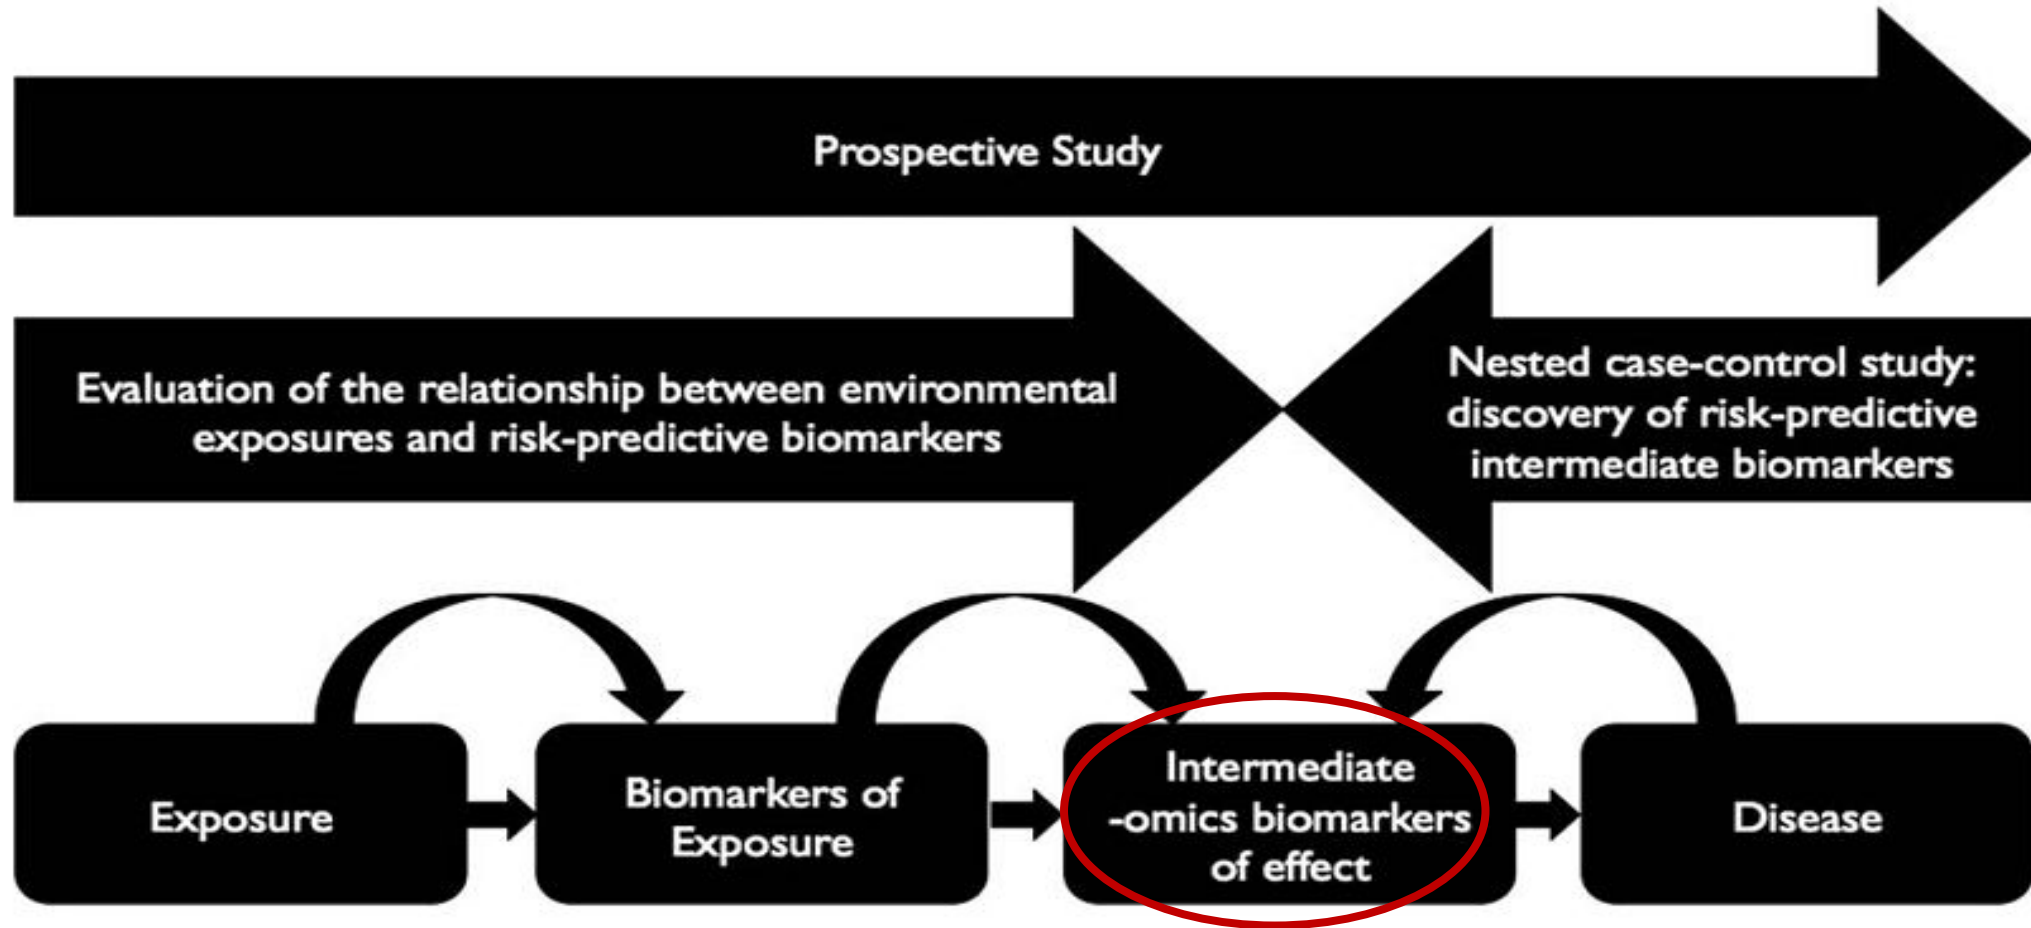 Prospective Study
Evaluation of the relationship between environmental
exposures and risk-predictive biomarkers
Nested case-control study:
discovery of risk-predictive
intermediate biomarkers
Exposure
Biomarkers of
Exposure
Intermediate
-omics biomarkers
of effect
Disease